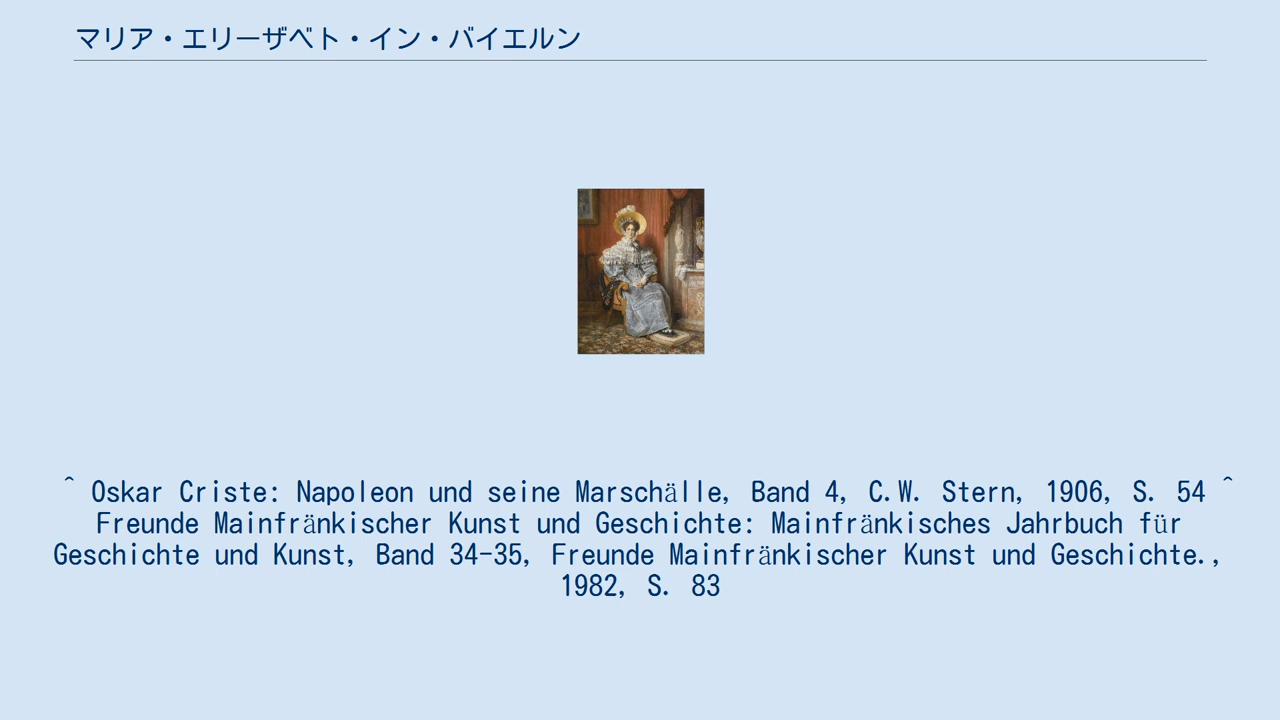 マリア・エリーザベト・イン・バイエルン
^ Oskar Criste: Napoleon und seine Marschälle, Band 4, C.W. Stern, 1906, S. 54 ^
Freunde Mainfränkischer Kunst und Geschichte: Mainfränkisches Jahrbuch für
Geschichte und Kunst, Band 34-35, Freunde Mainfränkischer Kunst und Geschichte.,
1982, S. 83